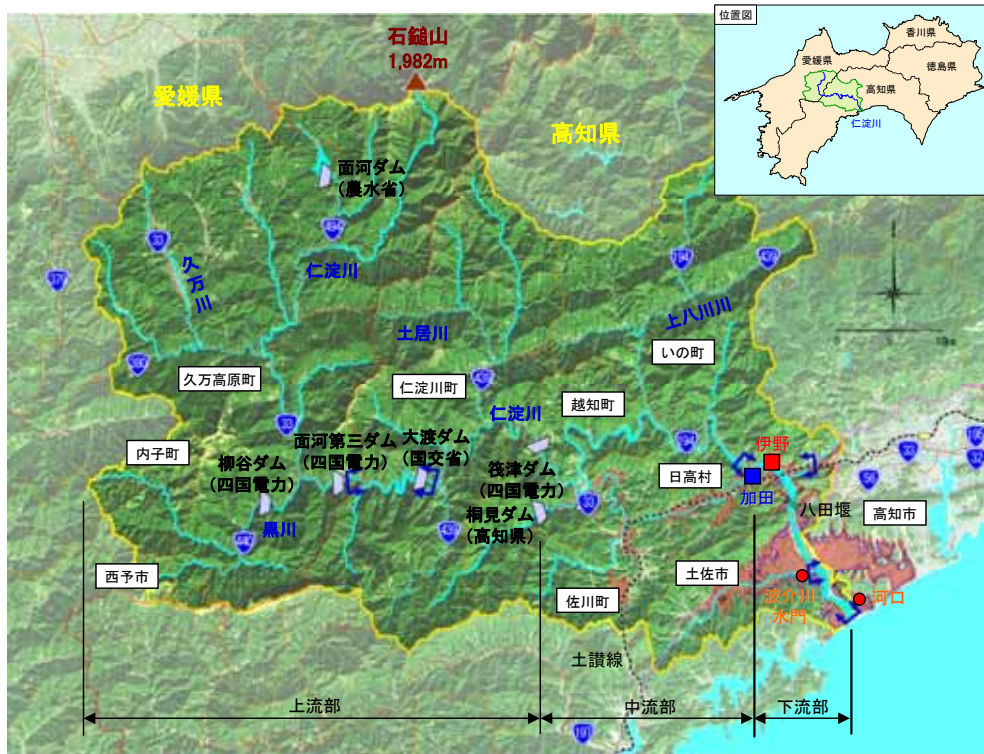 位置図
香川県
愛媛県
徳島県
高知県
仁淀川
石鎚山
1,982m
愛媛県
高知県
面河ダム
(農水省)
494
33
久万川
仁淀川
194
439
上八川川
土居川
いの町
380
久万高原町
仁淀川町
439
仁淀川
越知町
33
面河第三ダム
(四国電力)
大渡ダム
(国交省)
194
伊野
内子町
柳谷ダム
(四国電力)
筏津ダム
(四国電力)
日高村
加田
33
56
八田堰
高知市
桐見ダム
(高知県)
黒川
440
439
33
西予市
佐川町
土佐市
波介川
水門
河口
土讃線
上流部
中流部
下流部